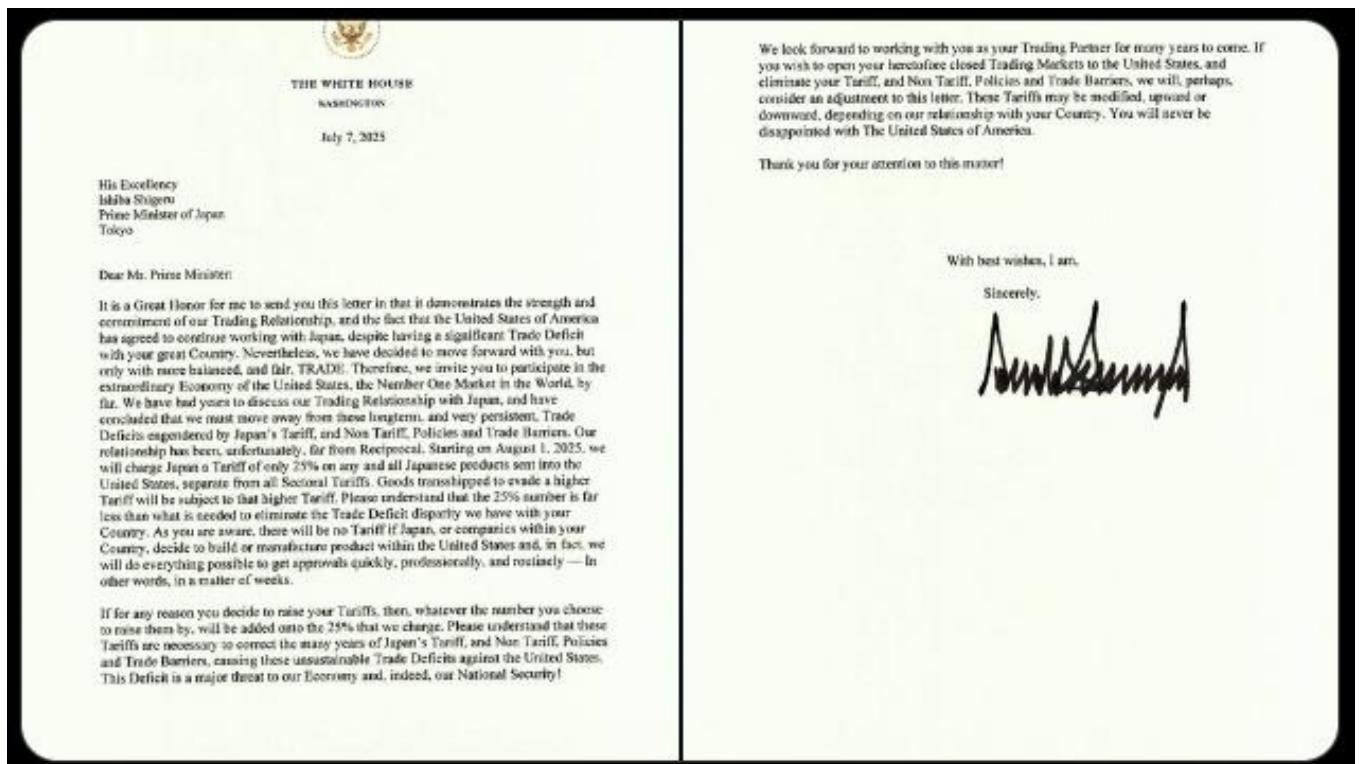 THE WHITE HOUSE
WASHINGTON
July 7, 2025
His Excellency
Ishiba Shigeru
Prime Minister of Japan
Tokyo
Dear Mr. Prime Minister:
It is a Great Honor for me to send you this letter in that it demonstrates the strength and
commitment of our Trading Relationship, and the fact that the United States of America
has agreed to continue working with Japan, despite having a significant Trade Deficit
with your great Country. Nevertheless, we have decided to move forward with you, but
only with more balanced, and fair, TRADE. Therefore, we invite you to participate in the
extraordinary Economy of the United States, the Number One Market in the World, by
far. We have had years to discuss our Trading Relationship with Japan, and have
concluded that we must move away from these longterm, and very persistent, Trade
Deficits engendered by Japan's Tariff, and Non Tariff, Policies and Trade Barriers. Our
relationship has been, unfortunately, far from Reciprocal. Starting on August 1, 2025, we
will charge Japan a Tariff of only 25% on any and all Japanese products sent into the
United States, separate from all Sectoral Tariffs. Goods transshipped to evade a higher
Tariff will be subject to that higher Tariff. Please understand that the 25% number is far
less than what is needed to eliminate the Trade Deficit disparity we have with your
Country. As you are aware, there will be no Tariff if Japan, or companies within your
Country, decide to build or manufacture product within the United States and, in fact, we
will do everything possible to get approvals quickly, professionally, and routinely — In
other words, in a matter of weeks.
If for any reason you decide to raise your Tariffs, then, whatever the number you choose
to raise them by, will be added onto the 25% that we charge. Please understand that these
Tariffs are necessary to correct the many years of Japan's Tariff, and Non Tariff, Policies
and Trade Barriers, causing these unsustainable Trade Deficits against the United States.
This Deficit is a major threat to our Economy and, indeed, our National Security!
We look forward to working with you as your Trading Partner for many years to come. If
you wish to open your heretofore closed Trading Markets to the United States, and
eliminate your Tariff, and Non Tariff, Policies and Trade Barriers, we will, perhaps,
consider an adjustment to this letter. These Tariffs may be modified, upward or
downward, depending on our relationship with your Country. You will never be
disappointed with The United States of America.
Thank you for your attention to this matter!
With best wishes, I am,
Sincerely,